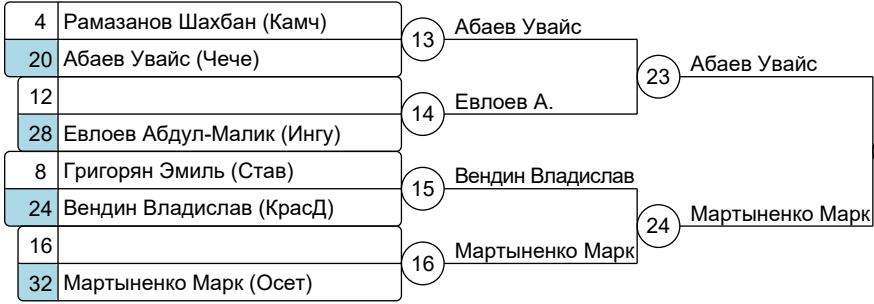 4 Рамазанов Шахбан (Камч)
20 Абаев Увайс (Чече)
13 Абаев Увайс
12
28 Евлоев Абдул-Малик (Ингу)
14 Евлоев А.
23 Абаев Увайс
8 Григорян Эмиль (Став)
24 Вендин Владислав (КрасД)
15 Вендин Владислав
16
32 Мартыненко Марк (Осет)
16 Мартыненко Марк
24 Мартыненко Марк